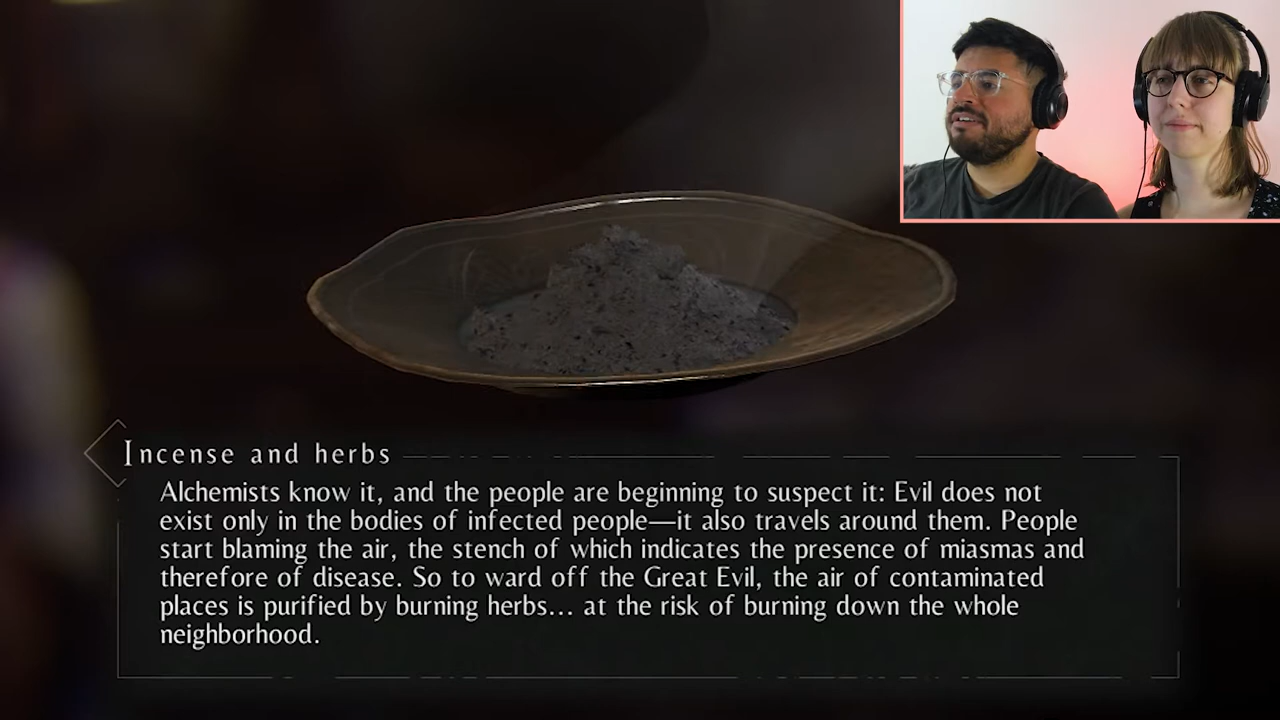 Incense and herbs
Alchemists know it, and the people are beginning to suspect it: Evil does not
exist only in the bodies of infected people—it also travels around them. People
start blaming the air, the stench of which indicates the presence of miasmas and
therefore of disease. So to ward off the Great Evil, the air of contaminated
places is purified by burning herbs... at the risk of burning down the whole
neighborhood.